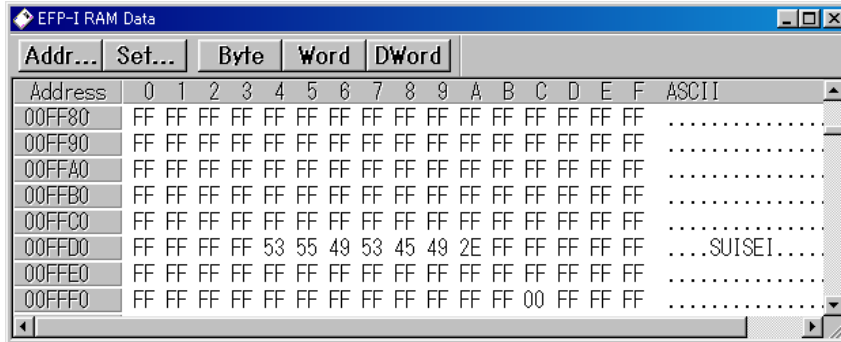 EFP-I RAM Data
Addr... Set... Byte Word DWord
Address 0 1 2 3 4 5 6 7 8 9 A B C D E F ASCII
00FF80 FF FF FF FF FF FF FF FF FF FF FF FF FF FF FF FF ...............
00FF90 FF FF FF FF FF FF FF FF FF FF FF FF FF FF FF FF ...............
00FFA0 FF FF FF FF FF FF FF FF FF FF FF FF FF FF FF FF ...............
00FFB0 FF FF FF FF FF FF FF FF FF FF FF FF FF FF FF FF ...............
00FFC0 FF FF FF FF FF FF FF FF FF FF FF FF FF FF FF FF ...............
00FFD0 FF FF FF FF 53 55 49 53 45 49 2E FF FF FF FF FF ....SUISEI.....
00FFE0 FF FF FF FF FF FF FF FF FF FF FF FF FF FF FF FF ...............
00FFF0 FF FF FF FF FF FF FF FF FF FF FF FF 00 FF FF FF ...............